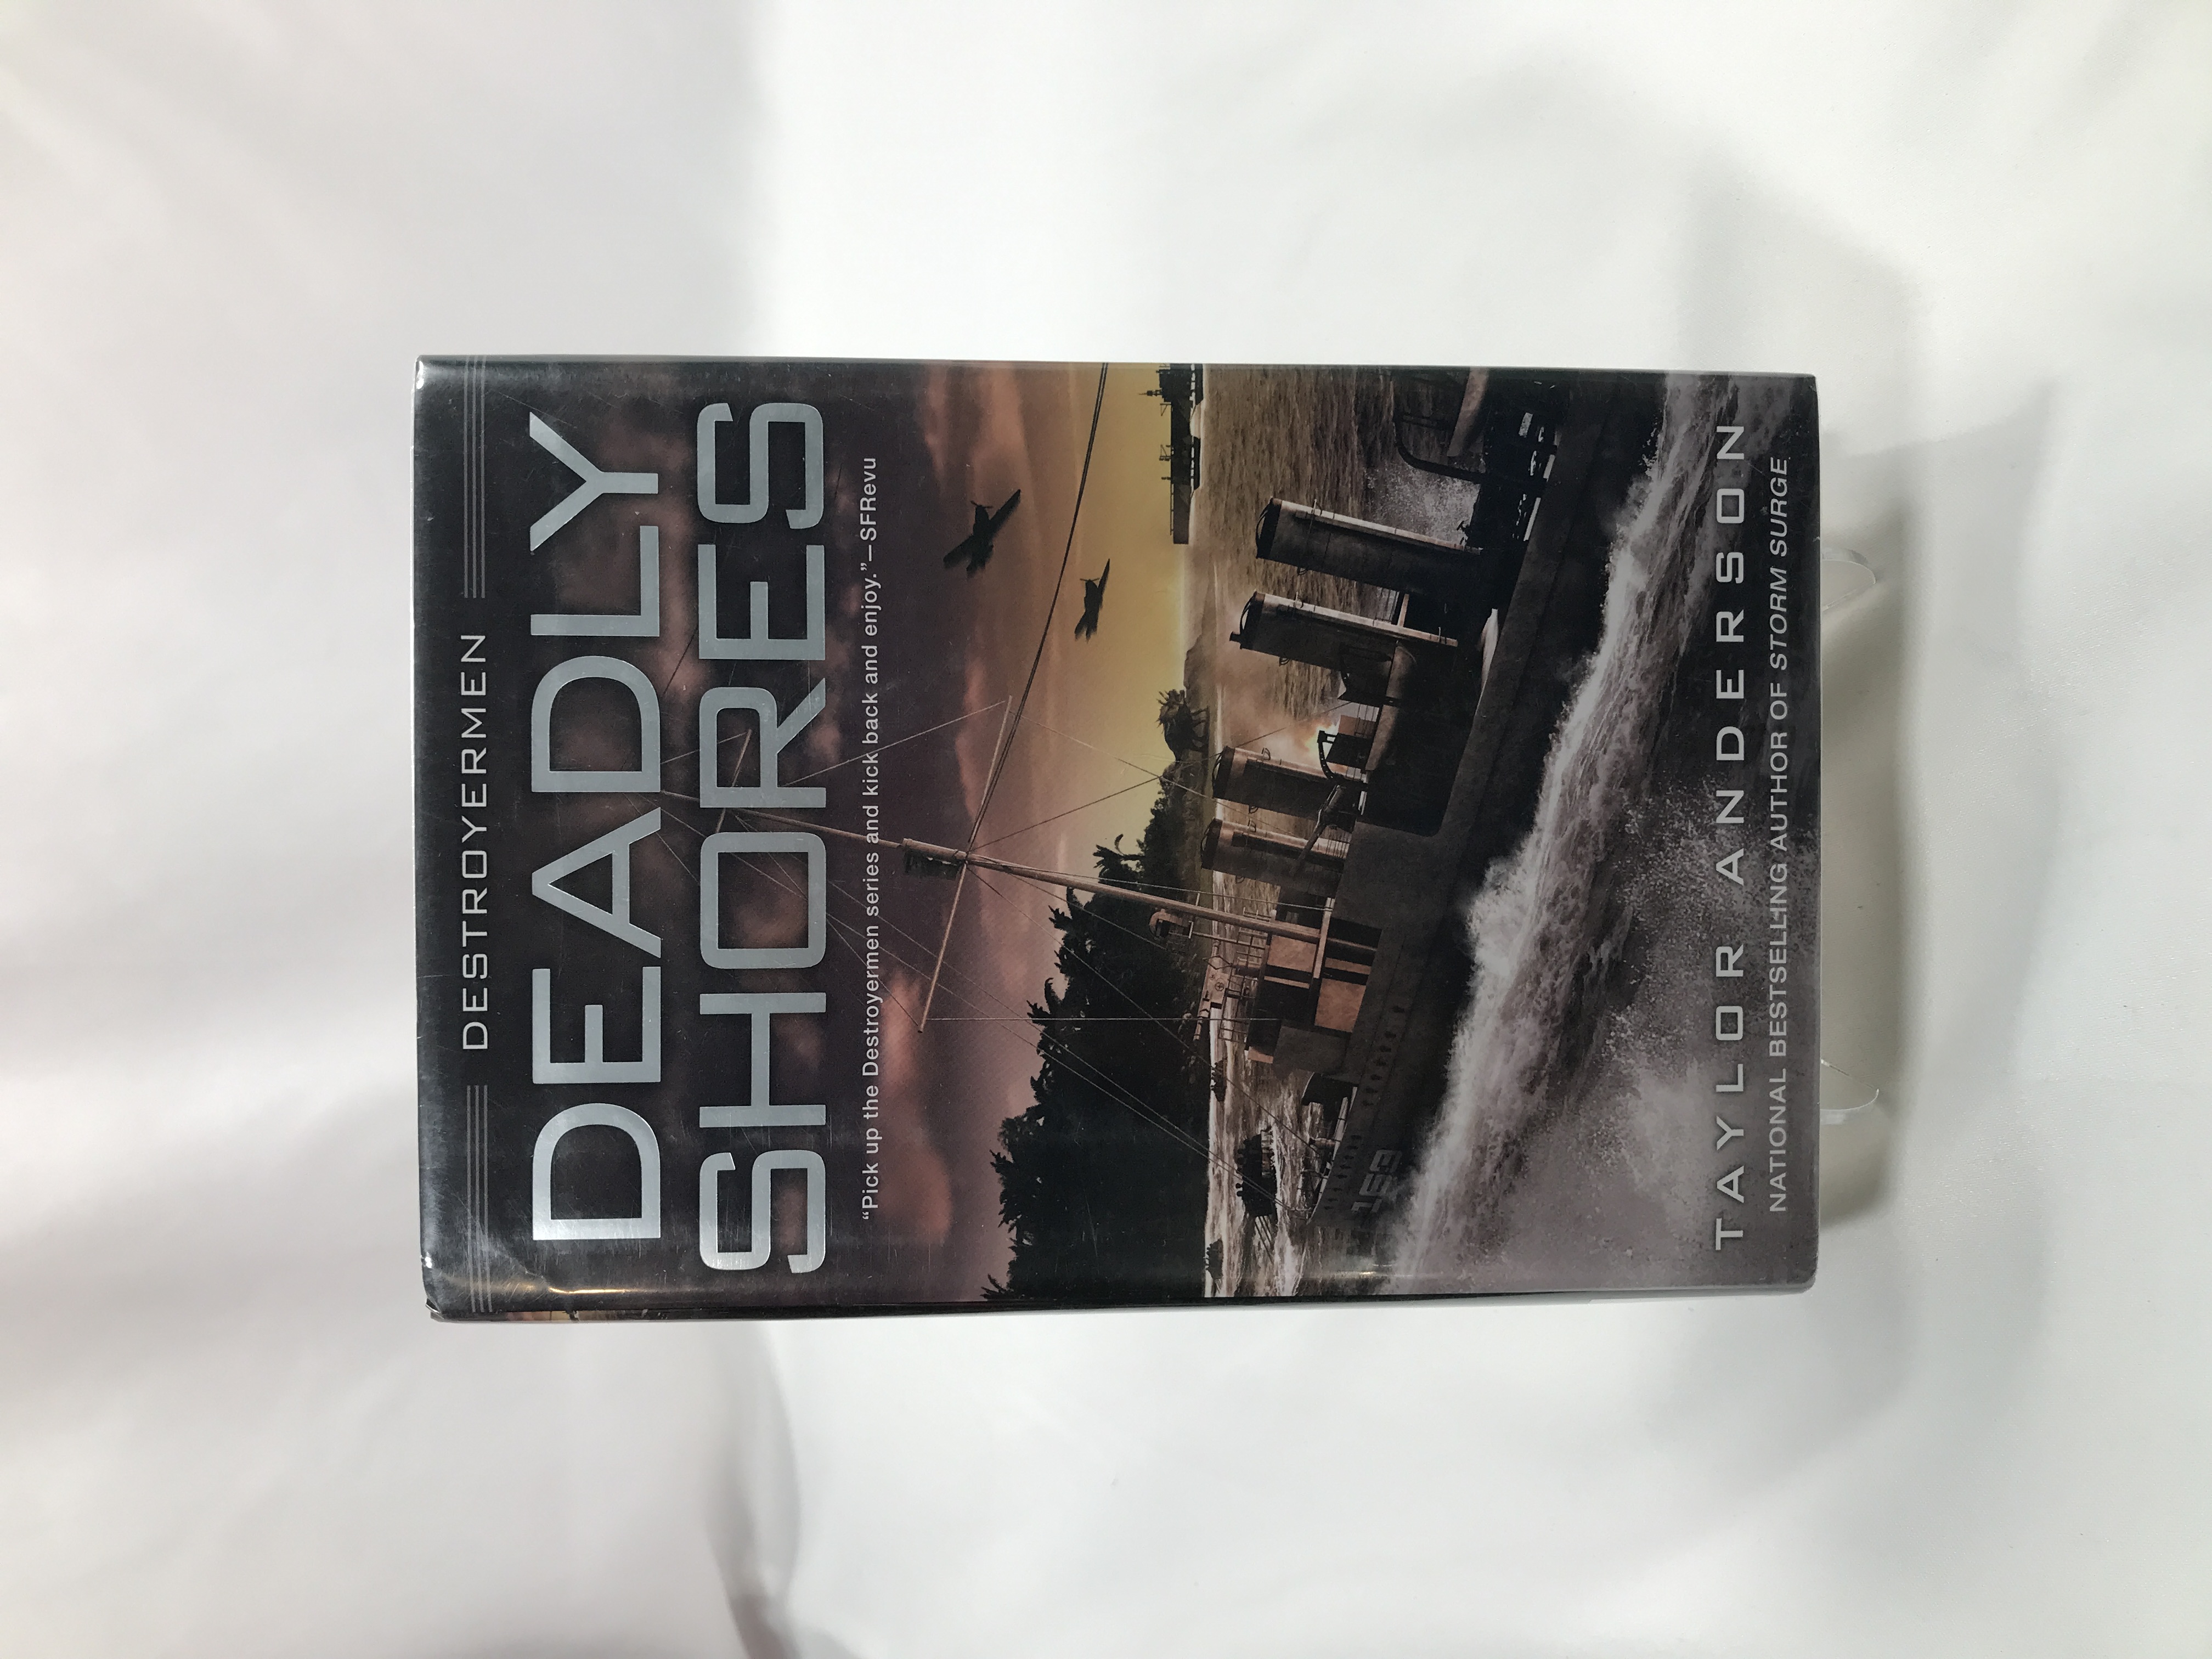 DESTROYERMEN
DEADLY
SHORES
“Pick up the Destroyermen series and kick back and enjoy.”—SFRevu
159
TAYLOR ANDERSON
NATIONAL BESTSELLING AUTHOR OF STORM SURGE